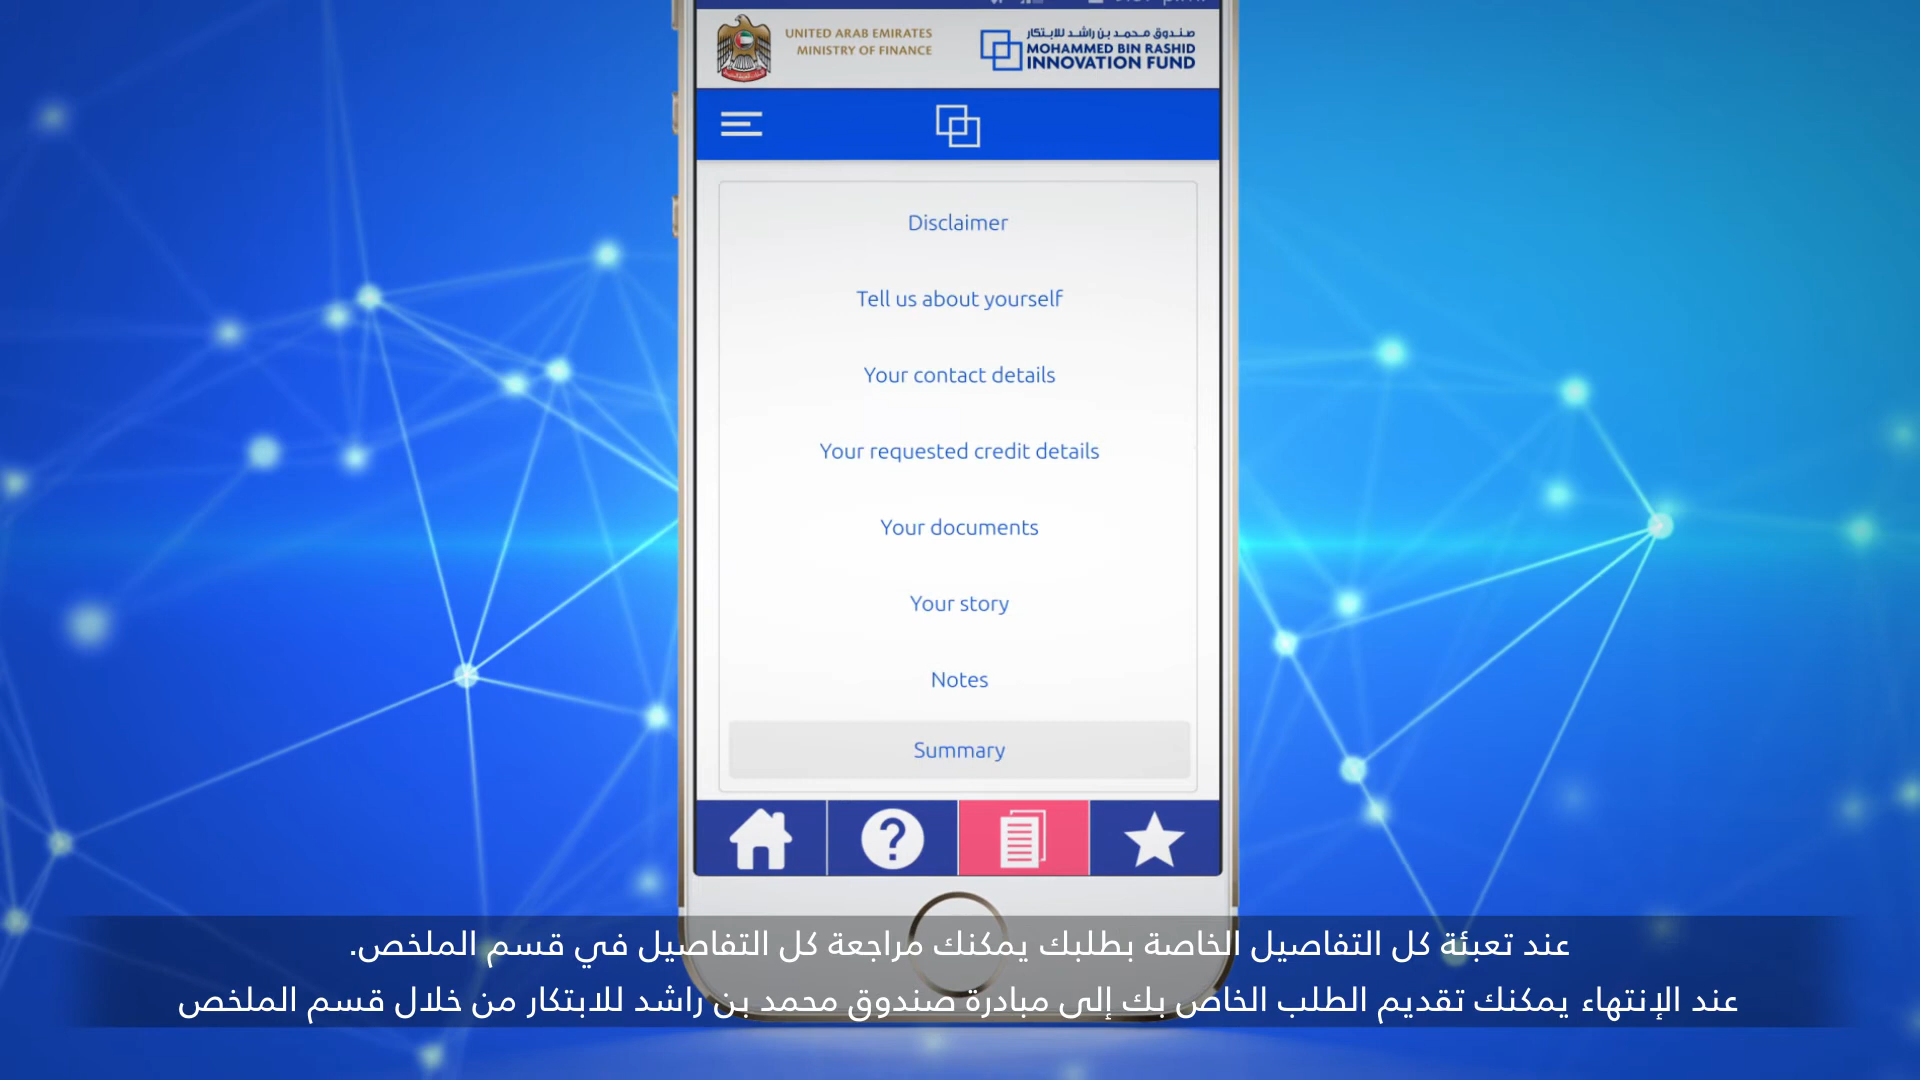 UNITED ARAB EMIRATES
MINISTRY OF FINANCE
صندوق محمد بن راشد للابتكار
MOHAMMED BIN RASHID
INNOVATION FUND
Disclaimer
Tell us about yourself
Your contact details
Your requested credit details
Your documents
Your story
Notes
Summary
عند تعبئة كل التفاصيل الخاصة بطلبك يمكنك مراجعة كل التفاصيل في قسم الملخص.
عند الإنتهاء يمكنك تقديم الطلب الخاص بك إلى مبادرة صندوق محمد بن راشد للابتكار من خلال قسم الملخص